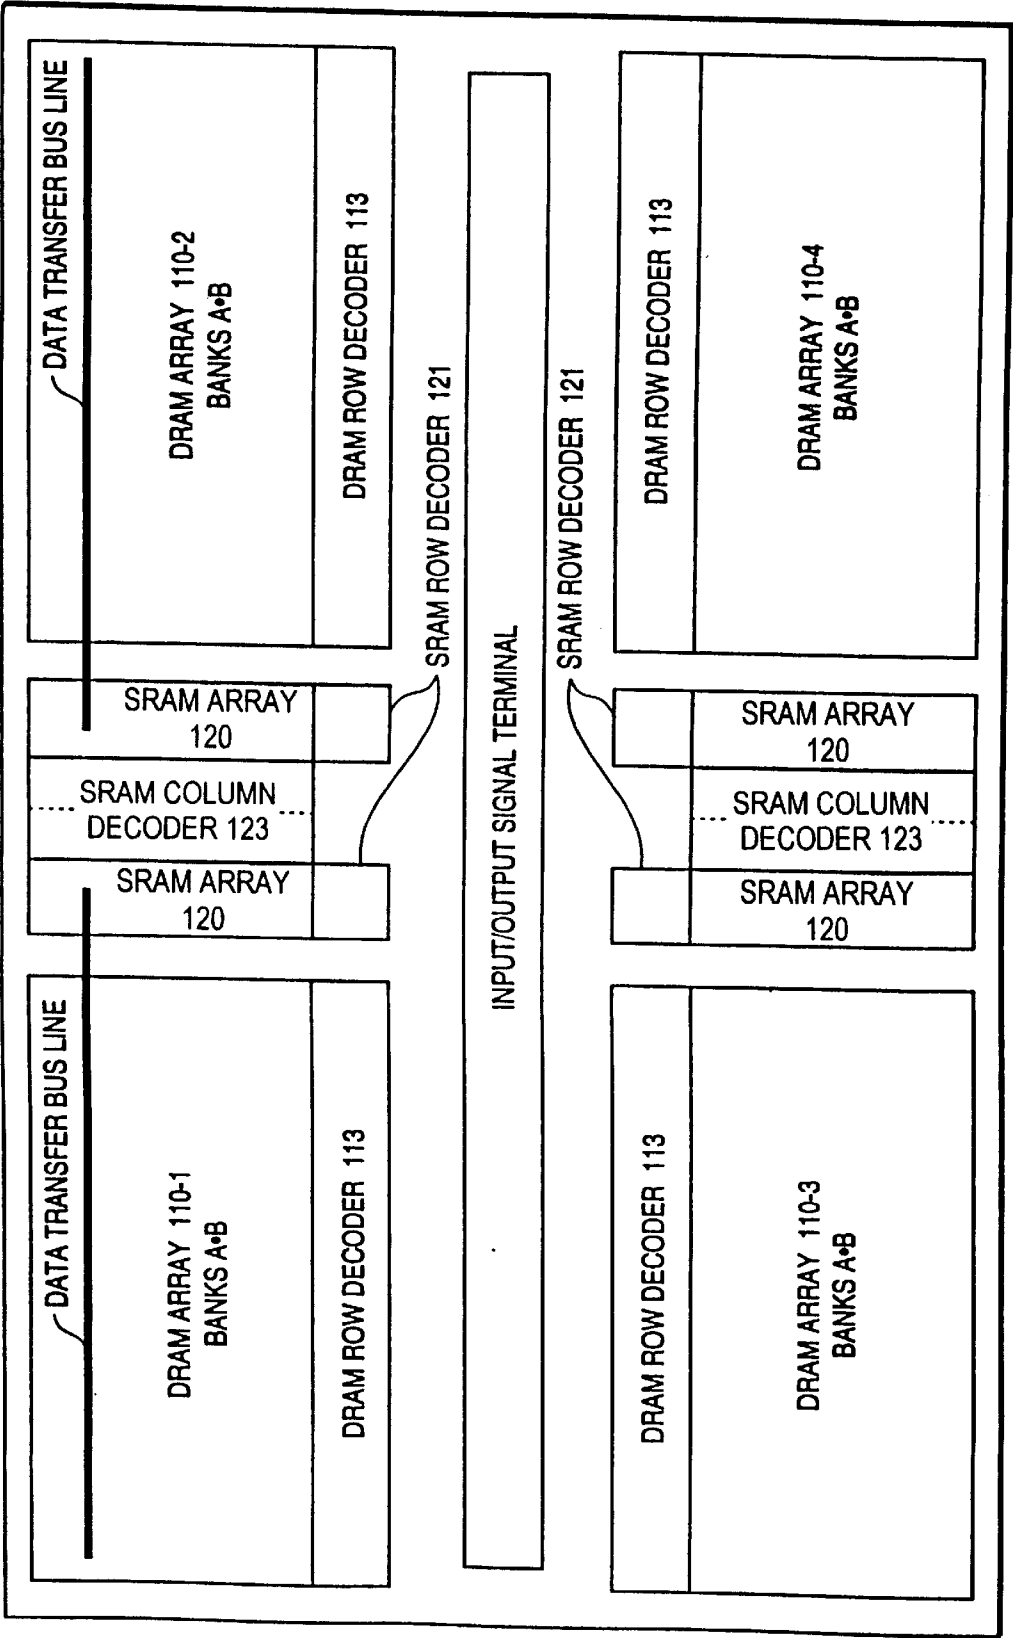 DATA TRANSFER BUS LINE
DRAM ARRAY 110-2
BANKS A•B
DRAM ROW DECODER 113
SRAM ROW DECODER 121
INPUT/OUTPUT SIGNAL TERMINAL
SRAM ROW DECODER 121
DRAM ROW DECODER 113
DRAM ARRAY 110-4
BANKS A•B
SRAM ARRAY
120
SRAM COLUMN
DECODER 123
SRAM ARRAY
120
SRAM ARRAY
120
SRAM COLUMN
DECODER 123
SRAM ARRAY
120
DATA TRANSFER BUS LINE
DRAM ARRAY 110-1
BANKS A•B
DRAM ROW DECODER 113
DRAM ROW DECODER 113
DRAM ARRAY 110-3
BANKS A•B